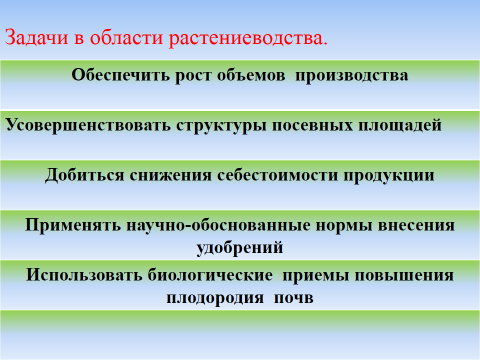 Задачи в области растениеводства.
Обеспечить рост объемов производства
Усовершенствовать структуры посевных площадей
Добиться снижения себестоимости продукции
Применять научно-обоснованные нормы внесения
удобрений
Использовать биологические приемы повышения
плодородия почв